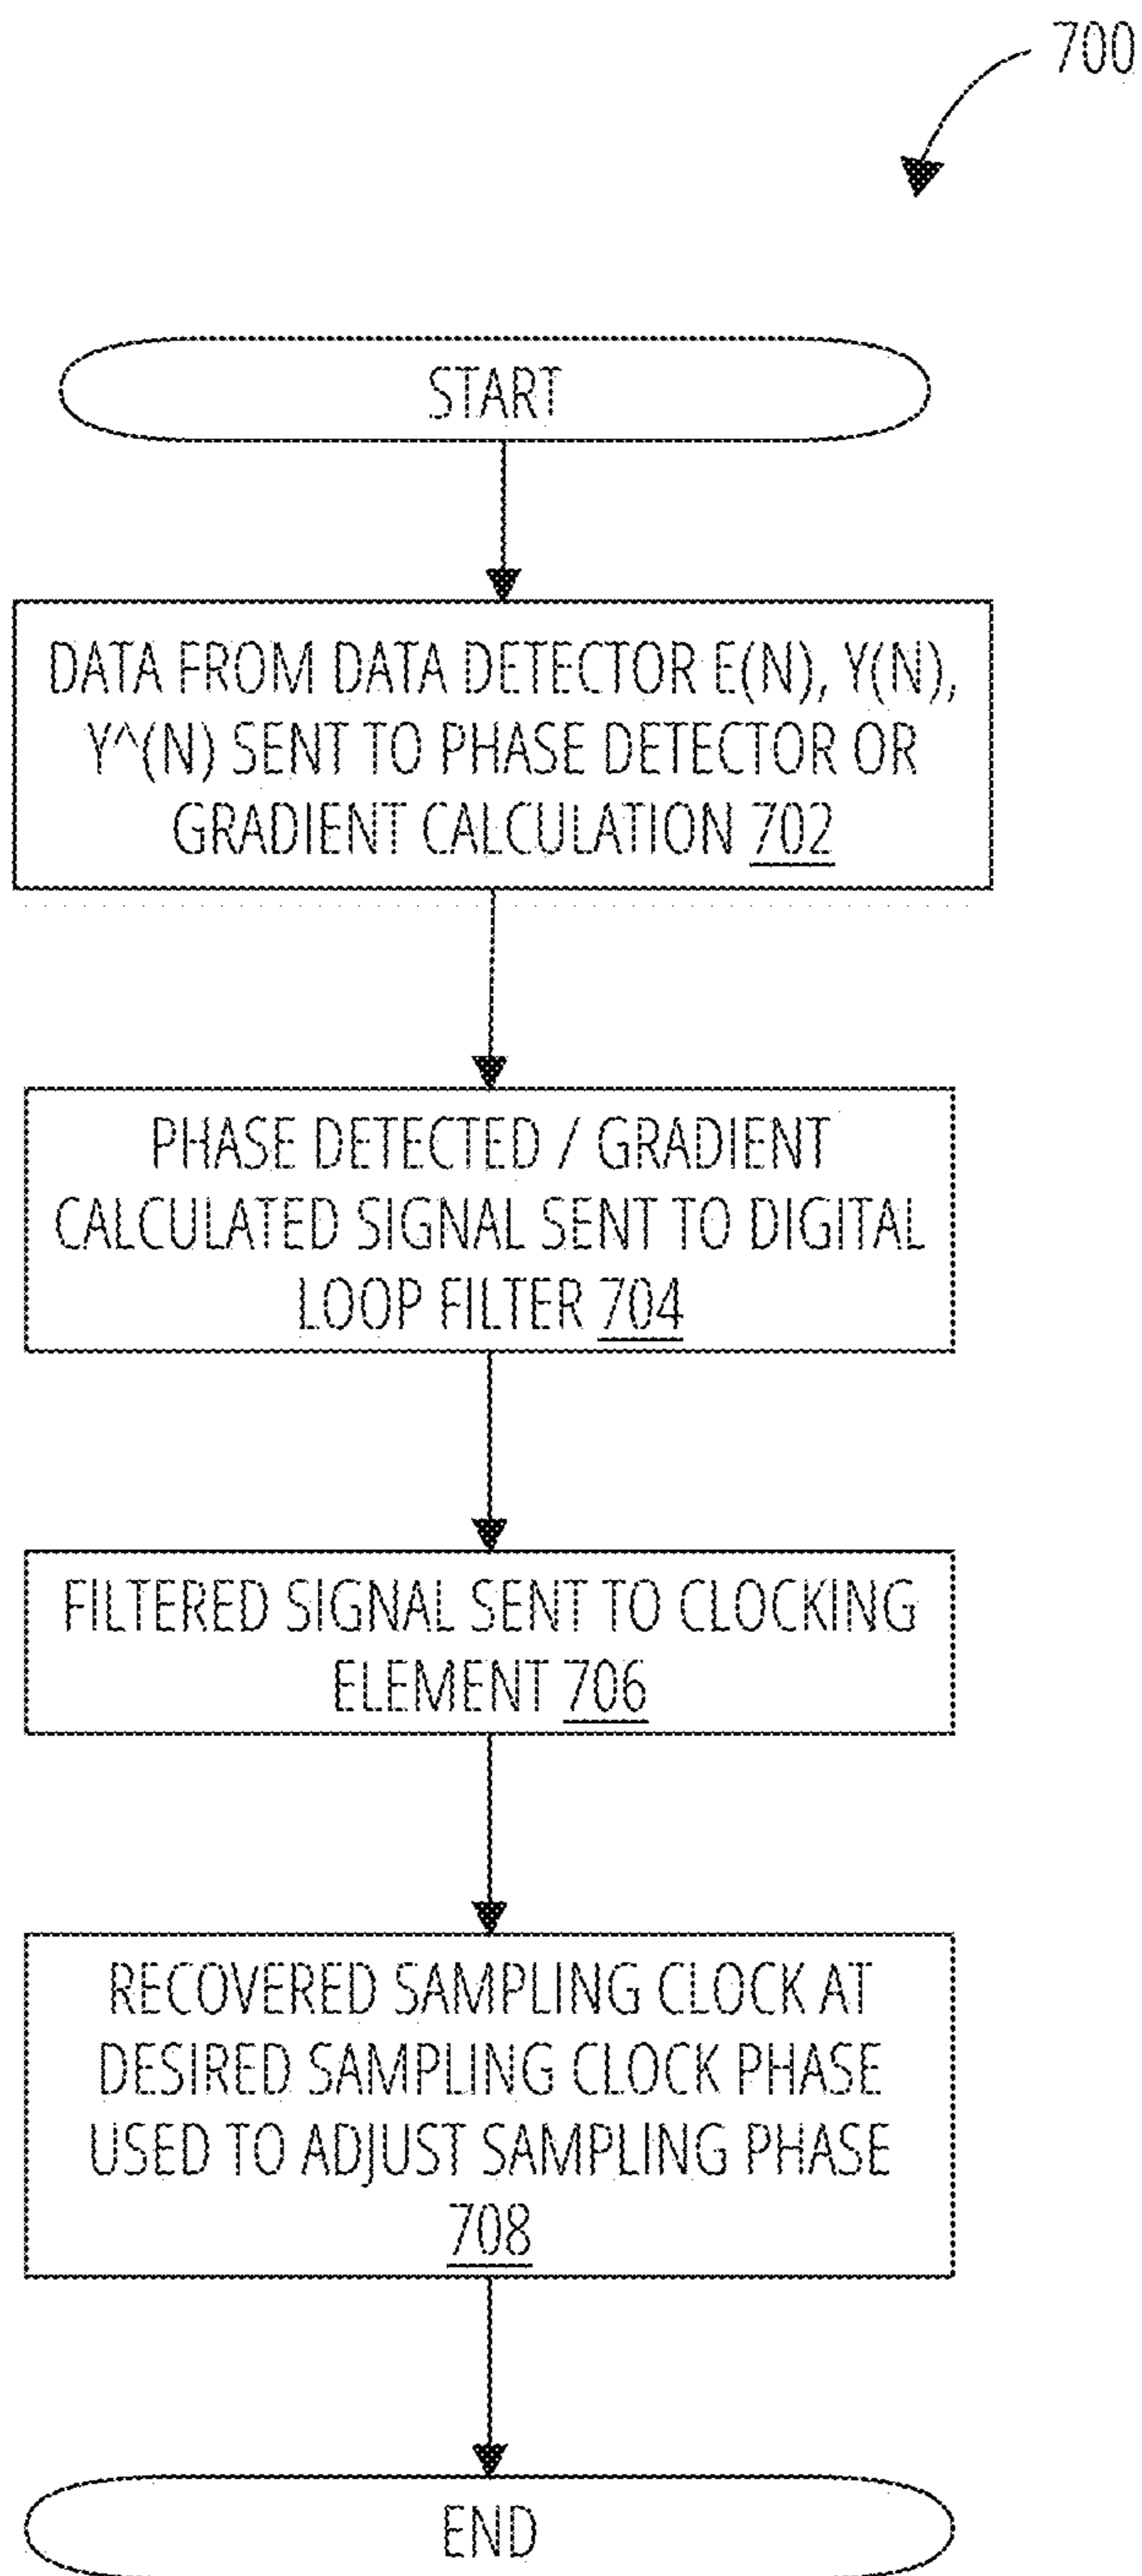 700
START
DATA FROM DATA DETECTOR E(N), Y(N),
Y^(N) SENT TO PHASE DETECTOR OR
GRADIENT CALCULATION 702
PHASE DETECTED / GRADIENT
CALCULATED SIGNAL SENT TO DIGITAL
LOOP FILTER 704
FILTERED SIGNAL SENT TO CLOCKING
ELEMENT 706
RECOVERED SAMPLING CLOCK AT
DESIRED SAMPLING CLOCK PHASE
USED TO ADJUST SAMPLING PHASE
708
END